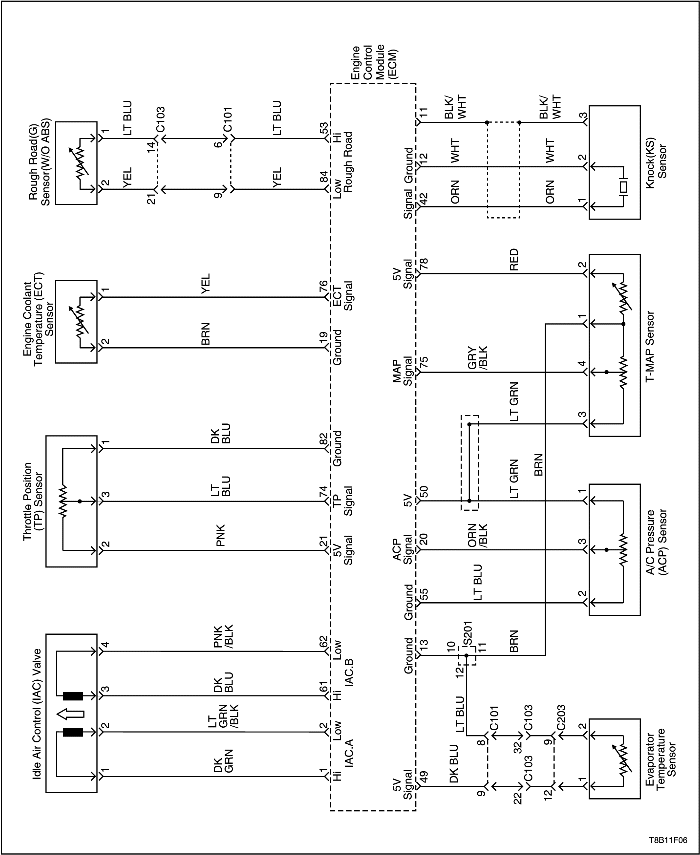 Engine
Control
Module
(ECM)
Rough Road(G)
Sensor(W/O ABS)
1
LT BLU
14
C103
6
C101
LT BLU
53
Hi
2
YEL
21
9
YEL
84
Low
Rough Road
Engine Coolant
Temperature (ECT)
Sensor
1
YEL
76
ECT
Signal
2
BRN
19
Ground
Throttle Position
(TP) Sensor
1
DK
BLU
82
Ground
3
LT
BLU
74
TP
Signal
2
PNK
21
5V
Signal
Idle Air Control (IAC) Valve
4
PNK
/BLK
62
Low
3
DK
BLU
61
Hi
IAC.B
2
LT
GRN
/BLK
2
Low
1
DK
GRN
1
Hi
IAC.A
11
BLK/
WHT
BLK/
WHT
3
Ground
12
WHT
WHT
2
Signal
42
ORN
ORN
1
Knock(KS)
Sensor
5V
Signal
78
RED
2
1
MAP
Signal
75
GRY
/BLK
4
LT GRN
3
T-MAP Sensor
BRN
5V
50
LT GRN
1
ACP
Signal
20
ORN
/BLK
3
Ground
55
LT BLU
2
A/C Pressure
(ACP) Sensor
Ground
13
10
S201
11
12
BRN
LT BLU
8
C101
32
C103
9
C203
2
5V
Signal
49
DK BLU
9
22
C103
12
1
Evaporator
Temperature
Sensor
T8B11F06